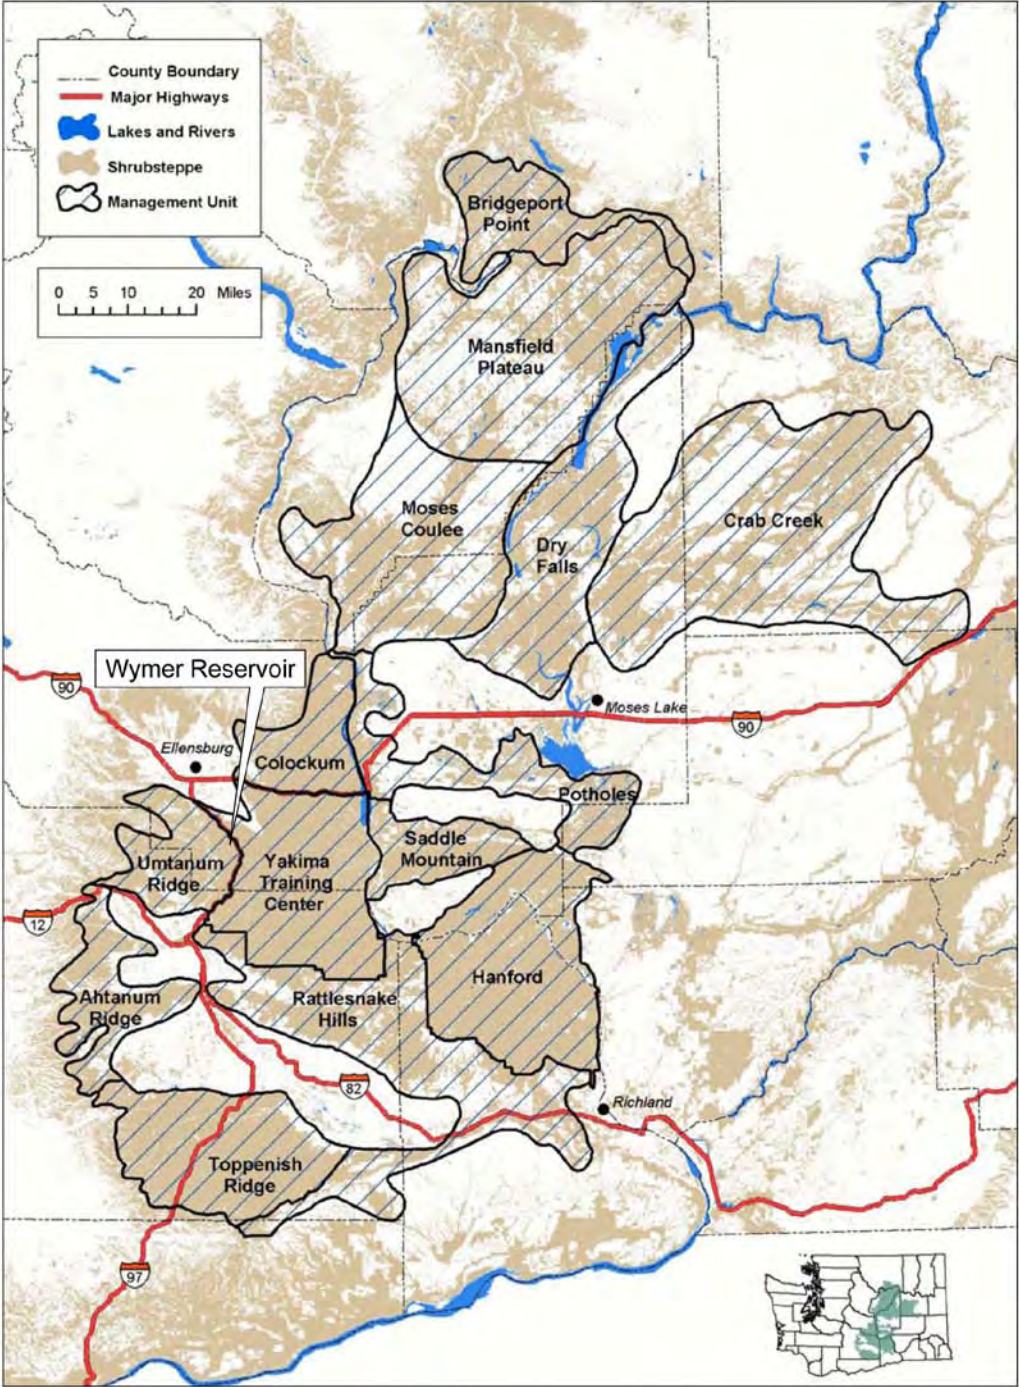 County Boundary
Major Highways
Lakes and Rivers
Shrubsteppe
Management Unit
0 5 10 20 Miles
Bridgeport
Point
Mansfield
Plateau
Moses
Coulee
Dry
Falls
Crab Creek
Wymer Reservoir
90
Moses Lake
90
Ellensburg
Colockum
Potholes
Saddle
Mountain
Umtanum
Ridge
Yakima
Training
Center
12
Hanford
Ahtanum
Ridge
Rattlesnake
Hills
82
Richland
Toppenish
Ridge
97